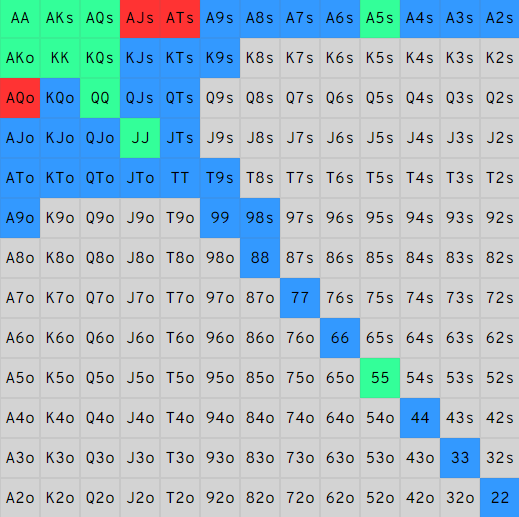 AA AKs AQs AJs ATs A9s A8s A7s A6s A5s A4s A3s A2s
AKo KK KQs KJs KTs K9s K8s K7s K6s K5s K4s K3s K2s
AQo KQo QQ QJs QTs Q9s Q8s Q7s Q6s Q5s Q4s Q3s Q2s
AJo KJo QJo JJ JTs J9s J8s J7s J6s J5s J4s J3s J2s
ATo KTo QTo JTo TT T9s T8s T7s T6s T5s T4s T3s T2s
A9o K9o Q9o J9o T9o 99 98s 97s 96s 95s 94s 93s 92s
A8o K8o Q8o J8o T8o 98o 88 87s 86s 85s 84s 83s 82s
A7o K7o Q7o J7o T7o 97o 87o 77 76s 75s 74s 73s 72s
A6o K6o Q6o J6o T6o 96o 86o 76o 66 65s 64s 63s 62s
A5o K5o Q5o J5o T5o 95o 85o 75o 65o 55 54s 53s 52s
A4o K4o Q4o J4o T4o 94o 84o 74o 64o 54o 44 43s 42s
A3o K3o Q3o J3o T3o 93o 83o 73o 63o 53o 43o 33 32s
A2o K2o Q2o J2o T2o 92o 82o 72o 62o 52o 42o 32o 22